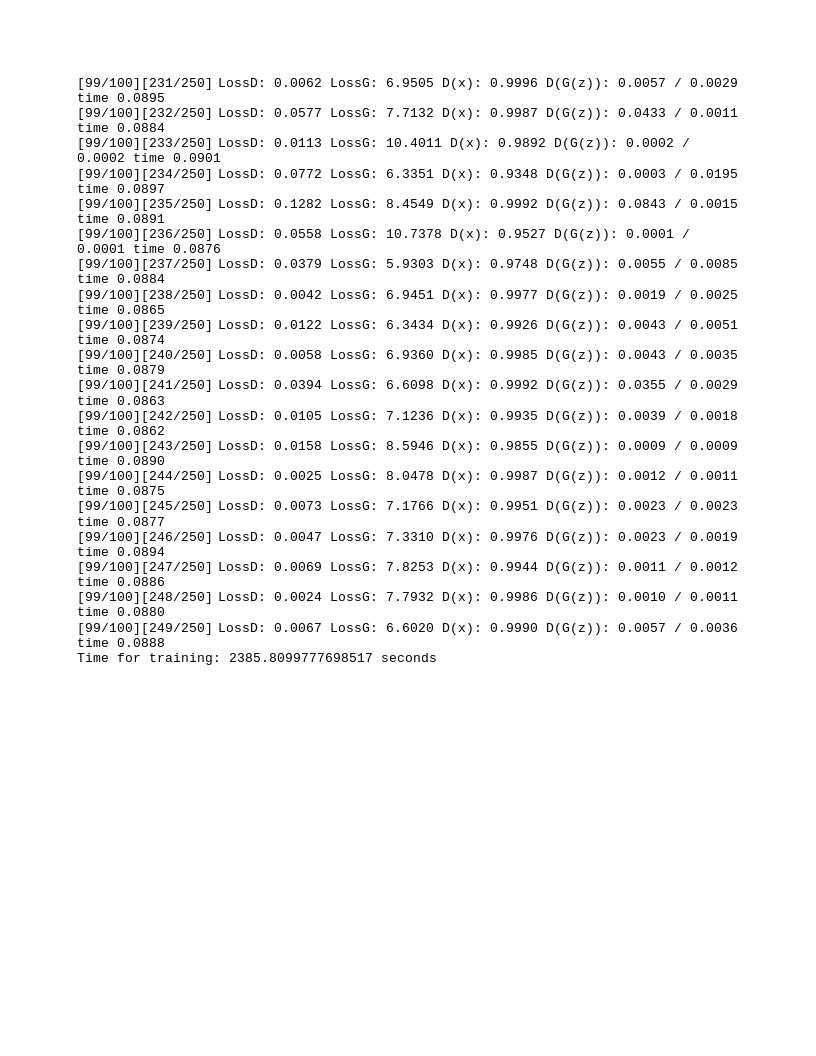 [99/100][231/250] LossD: 0.0062 LossG: 6.9505 D(x): 0.9996 D(G(z)): 0.0057 / 0.0029
time 0.0895
[99/100][232/250] LossD: 0.0577 LossG: 7.7132 D(x): 0.9987 D(G(z)): 0.0433 / 0.0011
time 0.0884
[99/100][233/250] LossD: 0.0113 LossG: 10.4011 D(x): 0.9892 D(G(z)): 0.0002 /
0.0002 time 0.0901
[99/100][234/250] LossD: 0.0772 LossG: 6.3351 D(x): 0.9348 D(G(z)): 0.0003 / 0.0195
time 0.0897
[99/100][235/250] LossD: 0.1282 LossG: 8.4549 D(x): 0.9992 D(G(z)): 0.0843 / 0.0015
time 0.0891
[99/100][236/250] LossD: 0.0558 LossG: 10.7378 D(x): 0.9527 D(G(z)): 0.0001 /
0.0001 time 0.0876
[99/100][237/250] LossD: 0.0379 LossG: 5.9303 D(x): 0.9748 D(G(z)): 0.0055 / 0.0085
time 0.0884
[99/100][238/250] LossD: 0.0042 LossG: 6.9451 D(x): 0.9977 D(G(z)): 0.0019 / 0.0025
time 0.0865
[99/100][239/250] LossD: 0.0122 LossG: 6.3434 D(x): 0.9926 D(G(z)): 0.0043 / 0.0051
time 0.0874
[99/100][240/250] LossD: 0.0058 LossG: 6.9360 D(x): 0.9985 D(G(z)): 0.0043 / 0.0035
time 0.0879
[99/100][241/250] LossD: 0.0394 LossG: 6.6098 D(x): 0.9992 D(G(z)): 0.0355 / 0.0029
time 0.0863
[99/100][242/250] LossD: 0.0105 LossG: 7.1236 D(x): 0.9935 D(G(z)): 0.0039 / 0.0018
time 0.0862
[99/100][243/250] LossD: 0.0158 LossG: 8.5946 D(x): 0.9855 D(G(z)): 0.0009 / 0.0009
time 0.0890
[99/100][244/250] LossD: 0.0025 LossG: 8.0478 D(x): 0.9987 D(G(z)): 0.0012 / 0.0011
time 0.0875
[99/100][245/250] LossD: 0.0073 LossG: 7.1766 D(x): 0.9951 D(G(z)): 0.0023 / 0.0023
time 0.0877
[99/100][246/250] LossD: 0.0047 LossG: 7.3310 D(x): 0.9976 D(G(z)): 0.0023 / 0.0019
time 0.0894
[99/100][247/250] LossD: 0.0069 LossG: 7.8253 D(x): 0.9944 D(G(z)): 0.0011 / 0.0012
time 0.0886
[99/100][248/250] LossD: 0.0024 LossG: 7.7932 D(x): 0.9986 D(G(z)): 0.0010 / 0.0011
time 0.0880
[99/100][249/250] LossD: 0.0067 LossG: 6.6020 D(x): 0.9990 D(G(z)): 0.0057 / 0.0036
time 0.0888
Time for training: 2385.8099777698517 seconds